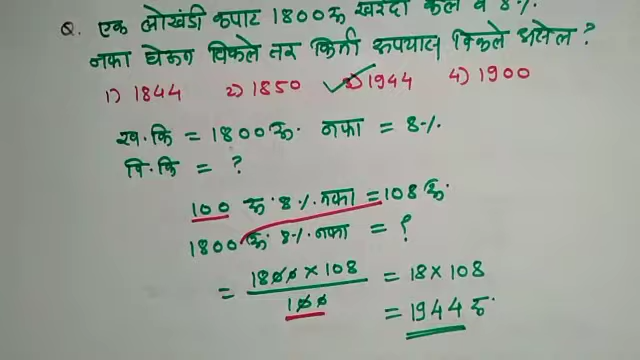 Q. एक लोखंडी कपाट 1800रु खरेदी केले व 8%
नफा घेऊन विकले तर किती रुपयाला विकले असेल ?
1) 1844 2) 1850 3) 1944 4) 1900
ख. कि = 1800रु. नफा = 8%
वि. कि = ?
100 रु. 8% नफा = 108 रु.
1800 रु 8% नफा = ?
= 1800 × 108 / 100 = 18 × 108
= 1944 रु.